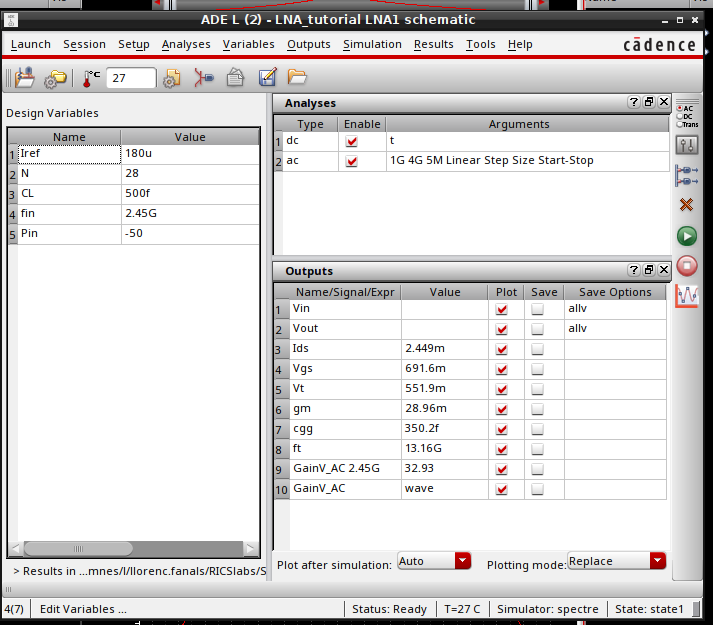 ADE L (2) - LNA_tutorial LNA1 schematic
Launch Session Setup Analyses Variables Outputs Simulation Results Tools Help cādence
°C 27
Design Variables
Name Value
1 Iref 180u
2 N 28
3 CL 500f
4 fin 2.45G
5 Pin -50
> Results in ...mnes/l/llorenc.fanals/RICSlabs/S
Analyses
Type Enable Arguments
1 dc t
2 ac 1G 4G 5M Linear Step Size Start-Stop
Outputs
Name/Signal/Expr Value Plot Save Save Options
1 Vin allv
2 Vout allv
3 Ids 2.449m
4 Vgs 691.6m
5 Vt 551.9m
6 gm 28.96m
7 cgg 350.2f
8 ft 13.16G
9 GainV_AC 2.45G 32.93
10 GainV_AC wave
Plot after simulation: Auto Plotting mode: Replace
AC
DC
Trans
4(7) Edit Variables ... Status: Ready T=27 C Simulator: spectre State: state1